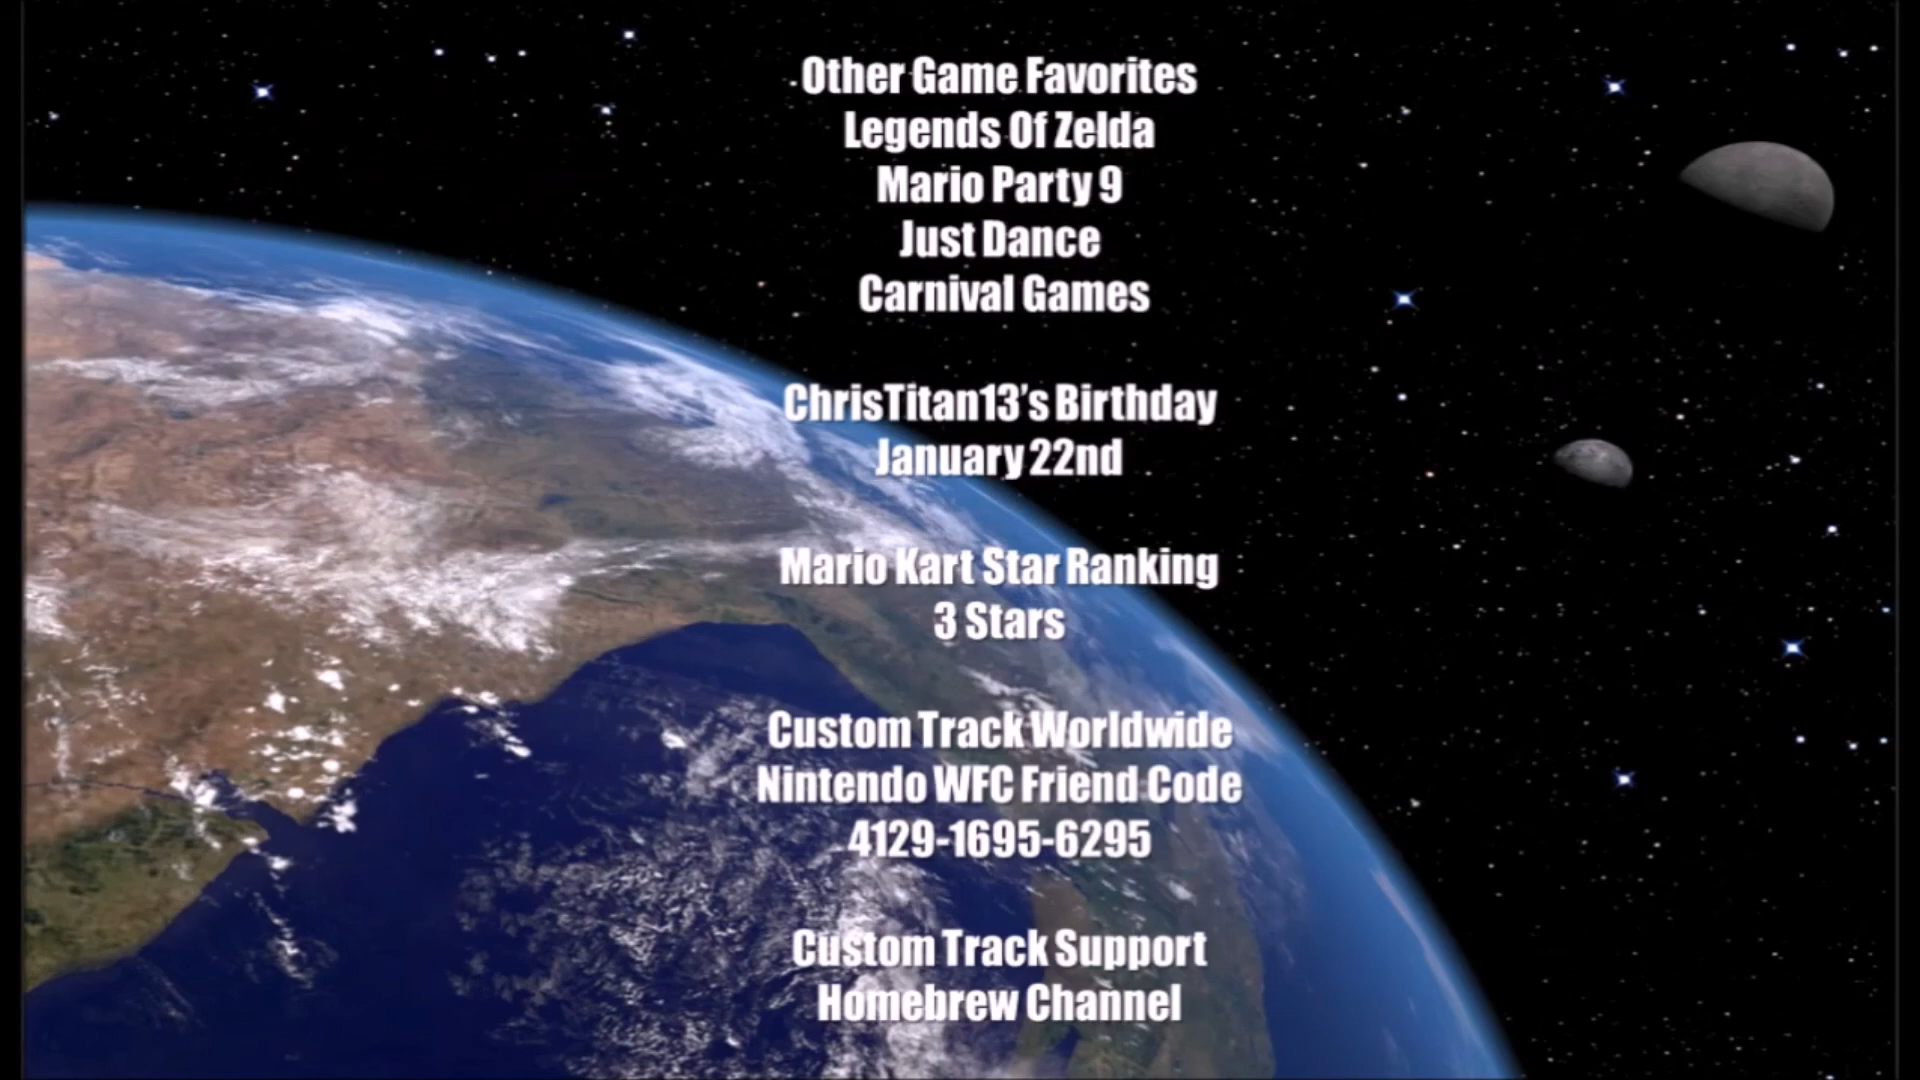 Other Game Favorites
Legends Of Zelda
Mario Party 9
Just Dance
Carnival Games
ChrisTitan13's Birthday
January 22nd
Mario Kart Star Ranking
3 Stars
Custom Track Worldwide
Nintendo WFC Friend Code
4129-1695-6295
Custom Track Support
Homebrew Channel